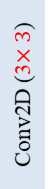 Conv2D (3× 3)